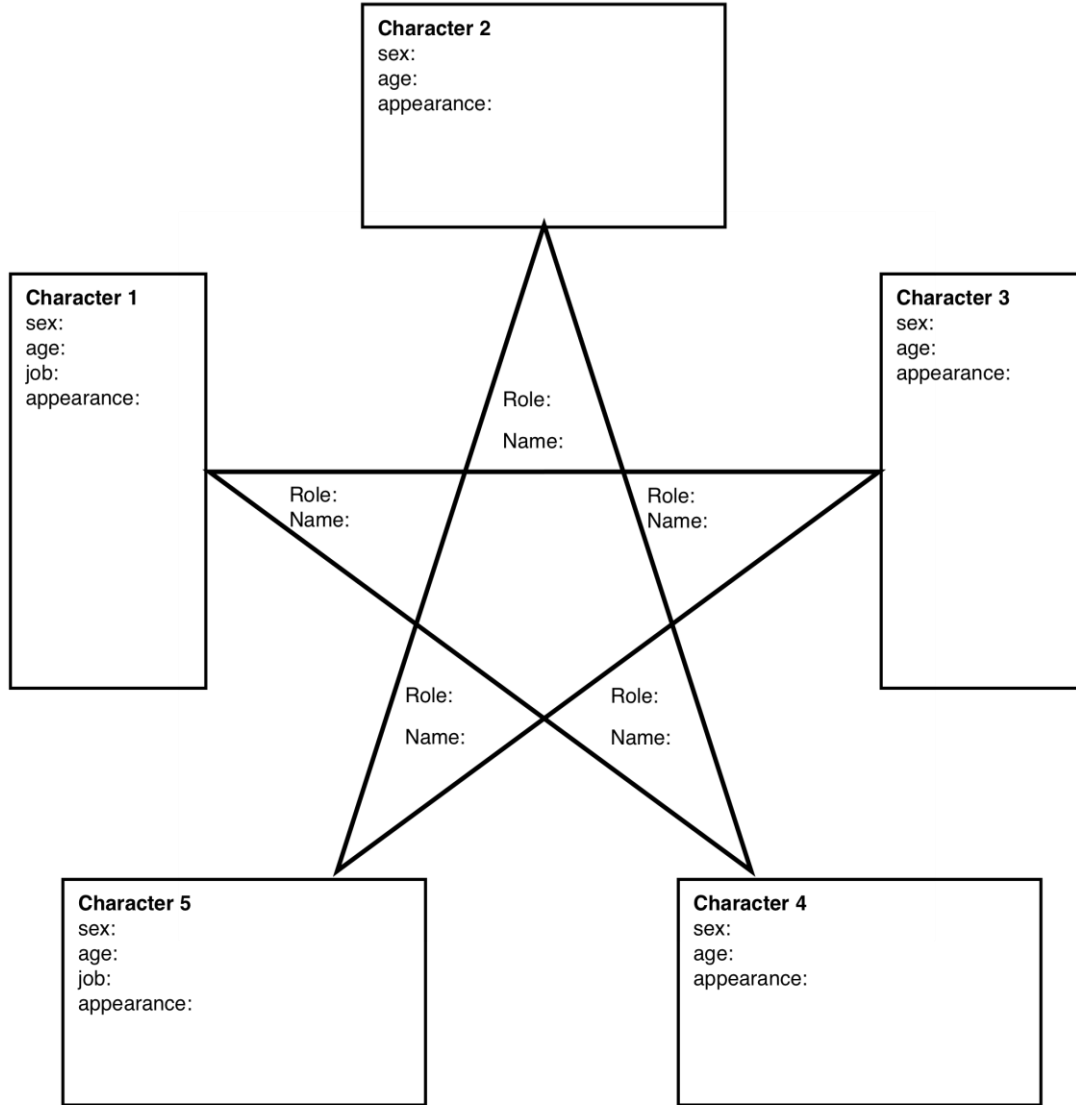 Character 2
sex:
age:
appearance:
Character 1
sex:
age:
job:
appearance:
Character 3
sex:
age:
appearance:
Role:
Name:
Role:
Name:
Role:
Name:
Role:
Name:
Role:
Name:
Character 5
sex:
age:
job:
appearance:
Character 4
sex:
age:
appearance: